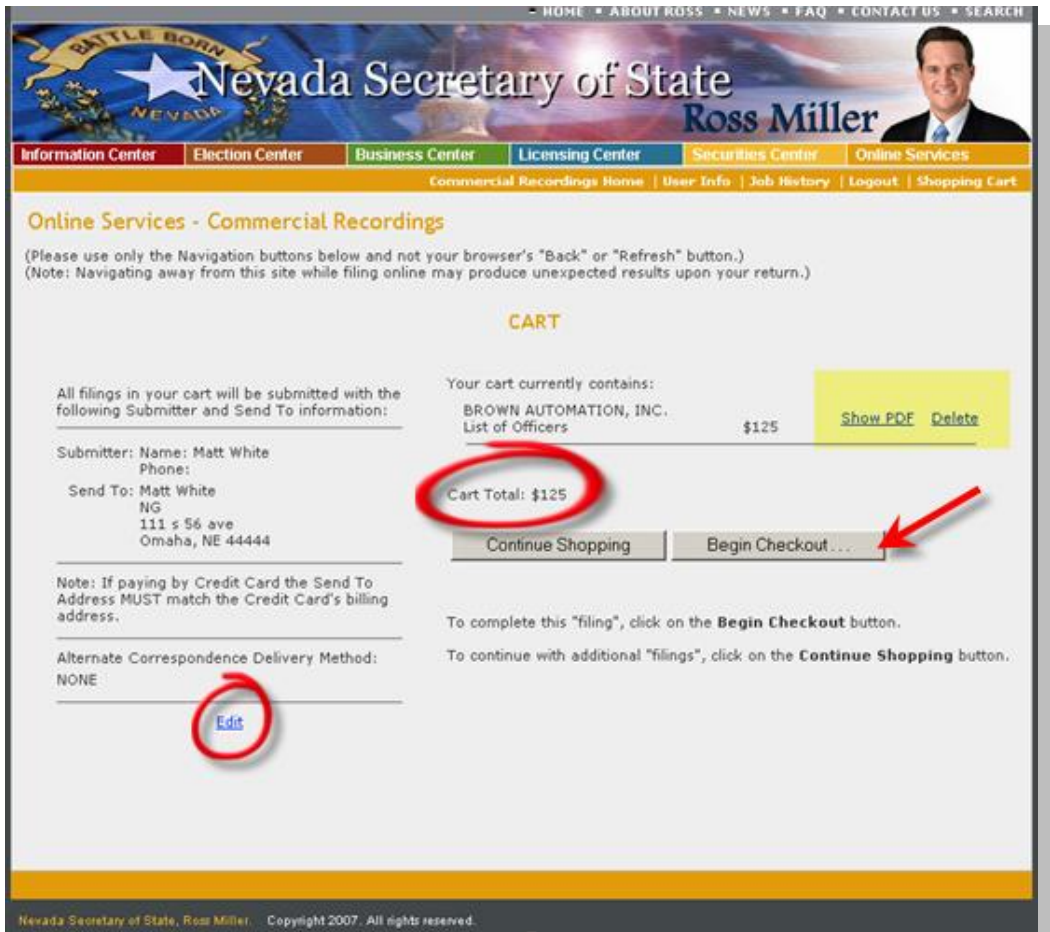 HOME ▪ ABOUT ROSS ▪ NEWS ▪ FAQ ▪ CONTACT US ▪ SEARCH
BATTLE BORN
NEVADA
Nevada Secretary of State
Ross Miller
Information Center Election Center Business Center Licensing Center Securities Center Online Services
Commercial Recordings Home | User Info | Job History | Logout | Shopping Cart
Online Services - Commercial Recordings
(Please use only the Navigation buttons below and not your browser's "Back" or "Refresh" button.)
(Note: Navigating away from this site while filing online may produce unexpected results upon your return.)
CART
All filings in your cart will be submitted with the
following Submitter and Send To information:
Submitter: Name: Matt White
Phone:
Send To: Matt White
NG
111 s 56 ave
Omaha, NE 44444
Note: If paying by Credit Card the Send To
Address MUST match the Credit Card's billing
address.
Alternate Correspondence Delivery Method:
NONE
Edit
Your cart currently contains:
BROWN AUTOMATION, INC.
List of Officers $125 Show PDF Delete
Cart Total: $125
Continue Shopping Begin Checkout . . .
To complete this "filing", click on the Begin Checkout button.
To continue with additional "filings", click on the Continue Shopping button.
Nevada Secretary of State, Ross Miller. Copyright 2007. All rights reserved.